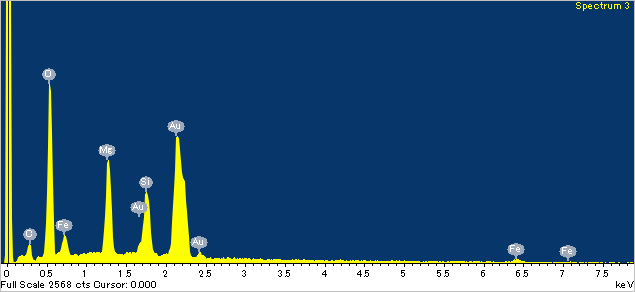 Spectrum 3
O
Au
Mg
Si
Au
Fe
Au
Fe
Fe
0 0.5 1 1.5 2 2.5 3 3.5 4 4.5 5 5.5 6 6.5 7 7.5
Full Scale 2568 cts Cursor: 0.000 keV